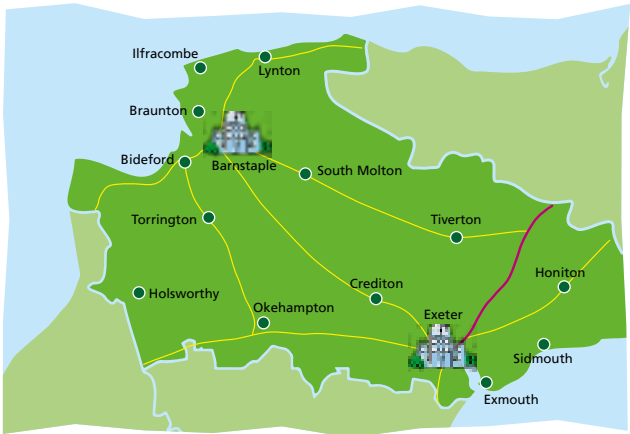 Ilfracombe
Lynton
Braunton
Bideford
Barnstaple
South Molton
Torrington
Tiverton
Holsworthy
Crediton
Honiton
Okehampton
Exeter
Sidmouth
Exmouth